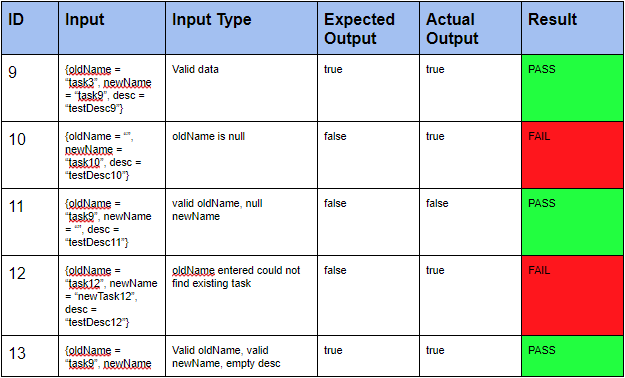 ID
Input
Input Type
Expected
Output
Actual
Output
Result
9
{oldName =
“task3”, newName
= “task9”, desc =
“testDesc9”}
Valid data
true
true
PASS
10
{oldName = “”,
newName =
“task10”, desc =
“testDesc10”}
oldName is null
false
true
FAIL
11
{oldName =
“task9”, newName
= “”, desc =
“testDesc11”}
valid oldName, null
newName
false
false
PASS
12
{oldName =
“task12”, newName
= “newTask12”,
desc =
“testDesc12”}
oldName entered could not
find existing task
false
true
FAIL
13
{oldName =
“task9”, newName
Valid oldName, valid
newName, empty desc
true
true
PASS